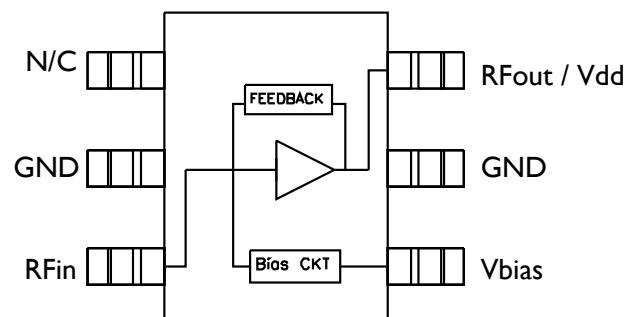 N/C
RFout / Vdd
FEEDBACK
GND
GND
RFin
Bias CKT
Vbias